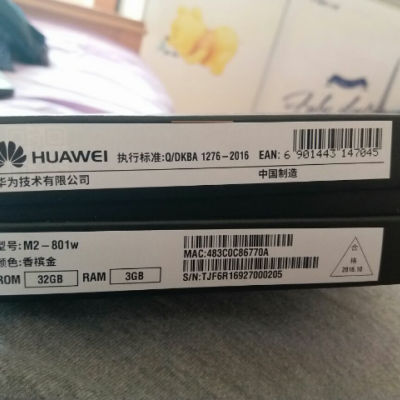 HUAWEI 执行标准:Q/DKBA 1276-2016 EAN: 6 901443 147045
华为技术有限公司 中国制造
型号:M2-801w
MAC:483C0C86770A
颜色:香槟金
ROM 32GB RAM 3GB
S/N:TJF6R16927000205
合格
2016.10